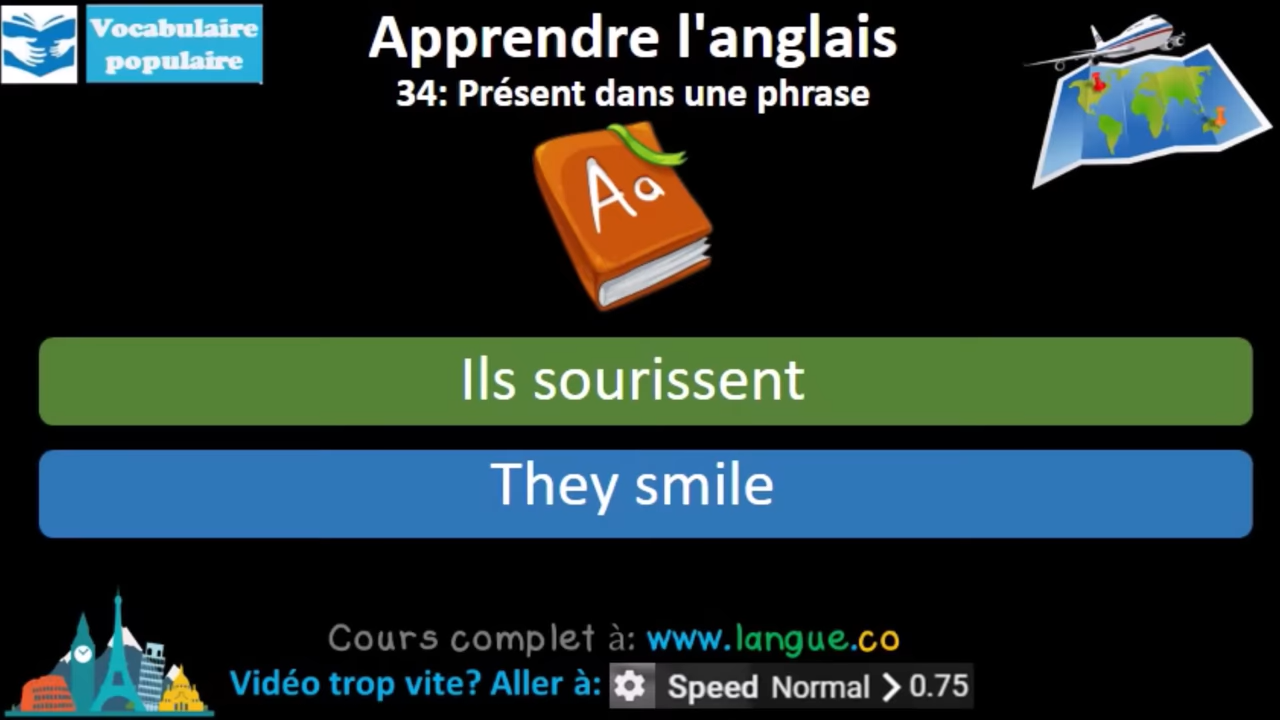 Vocabulaire
populaire
Apprendre l'anglais
34: Présent dans une phrase
Aa
Ils sourissent
They smile
Cours complet à: www.langue.co
Vidéo trop vite? Aller à: Speed Normal > 0.75